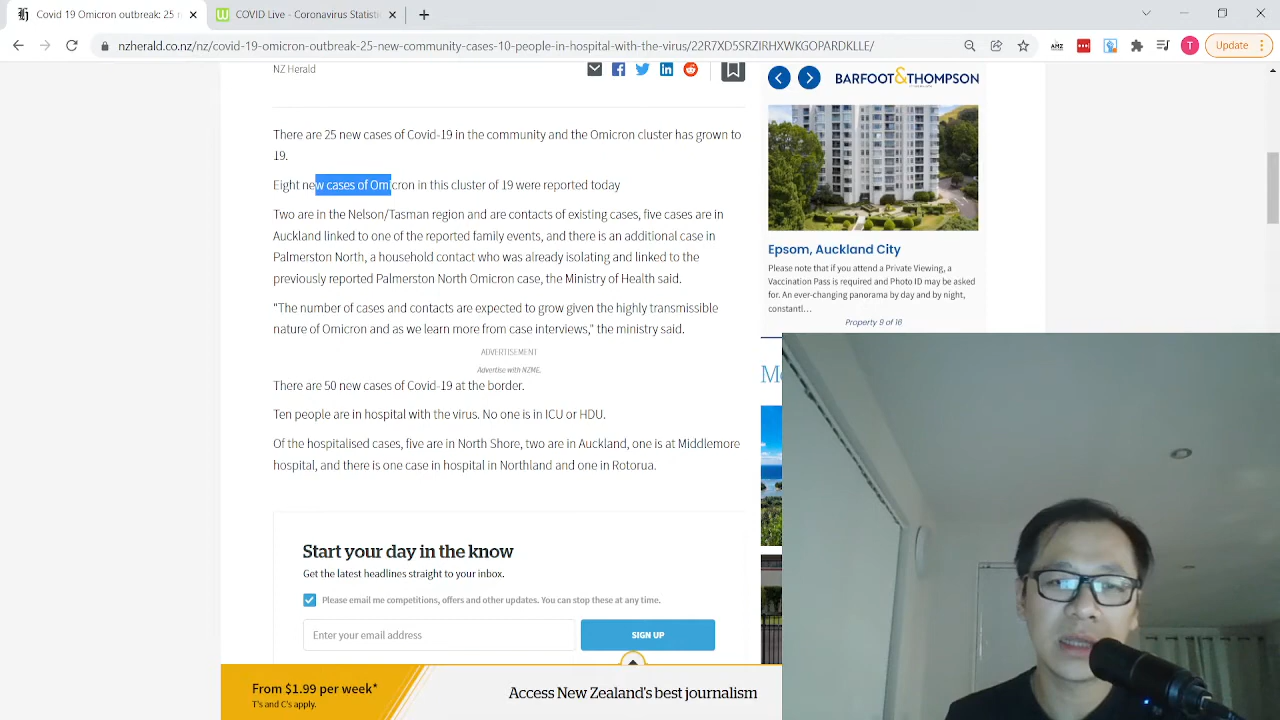 Covid 19 Omicron outbreak: 25 n
COVID Live - Coronavirus Statist
nzherald.co.nz/nz/covid-19-omicron-outbreak-25-new-community-cases-10-people-in-hospital-with-the-virus/22R7XD5SRZIRHXWKGOPARDKLLE/
T
Update
NZ Herald
There are 25 new cases of Covid-19 in the community and the Omicron cluster has grown to
19.
Eight new cases of Omicron in this cluster of 19 were reported today
Two are in the Nelson/Tasman region and are contacts of existing cases, five cases are in
Auckland linked to one of the reported family events, and there is an additional case in
Palmerston North, a household contact who was already isolating and linked to the
previously reported Palmerston North Omicron case, the Ministry of Health said.
"The number of cases and contacts are expected to grow given the highly transmissible
nature of Omicron and as we learn more from case interviews," the ministry said.
ADVERTISEMENT
Advertise with NZME.
There are 50 new cases of Covid-19 at the border.
Ten people are in hospital with the virus. No one is in ICU or HDU.
Of the hospitalised cases, five are in North Shore, two are in Auckland, one is at Middlemore
hospital, and there is one case in hospital in Northland and one in Rotorua.
Start your day in the know
Get the latest headlines straight to your inbox.
Please email me competitions, offers and other updates. You can stop these at any time.
Enter your email address
SIGN UP
From $1.99 per week*
T's and C's apply.
Access New Zealand's best journalism
BARFOOT & THOMPSON
Epsom, Auckland City
Please note that if you attend a Private Viewing, a
Vaccination Pass is required and Photo ID may be asked
for. An ever-changing panorama by day and by night,
constantl...
Property 9 of 16